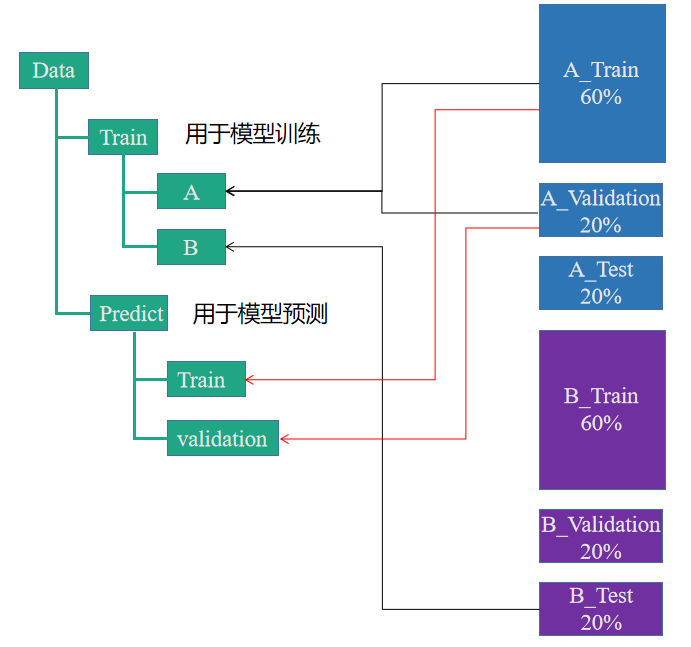 Data
Train
用于模型训练
A
B
Predict
用于模型预测
Train
validation
A_Train
60%
A_Validation
20%
A_Test
20%
B_Train
60%
B_Validation
20%
B_Test
20%